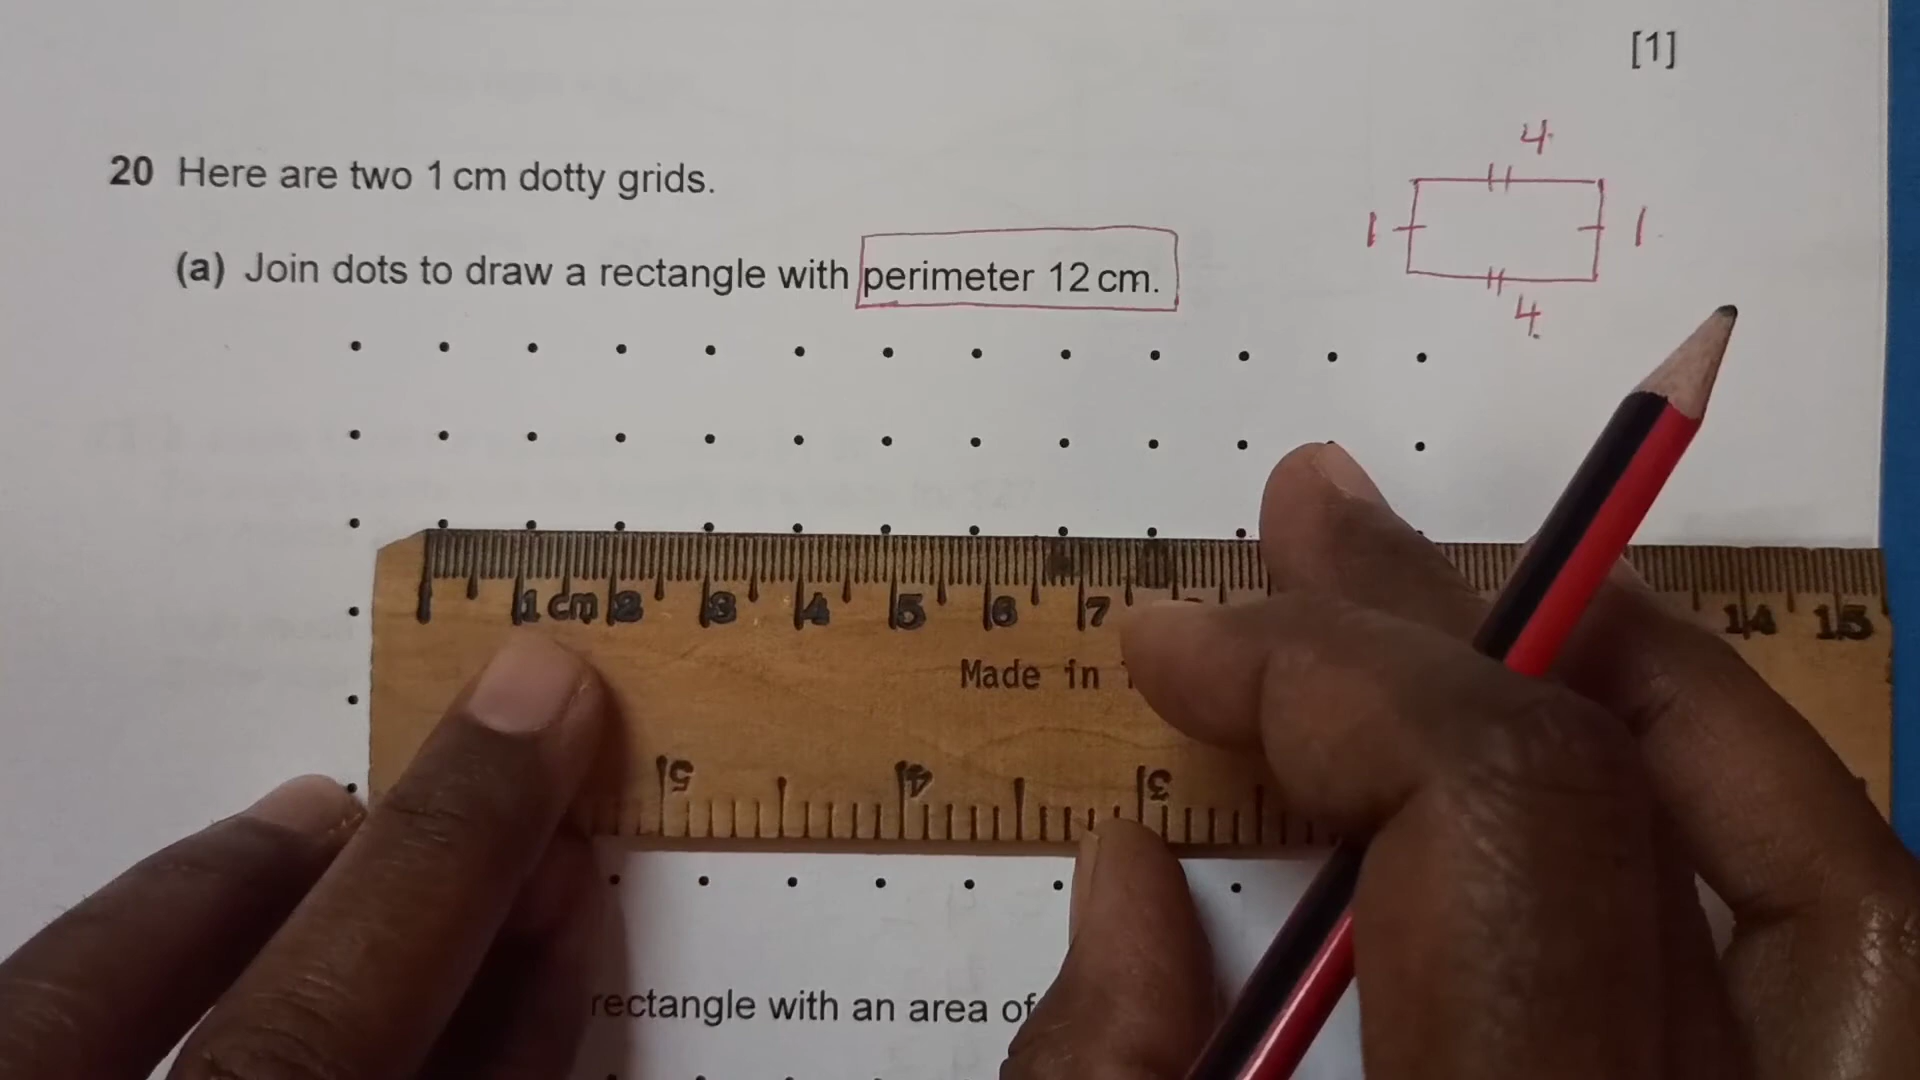 [1]
20 Here are two 1 cm dotty grids.
(a) Join dots to draw a rectangle with perimeter 12 cm.
4
1
1
4
1 cm 2 3 4 5 6 7 14 15
Made in
5 4 3
rectangle with an area of